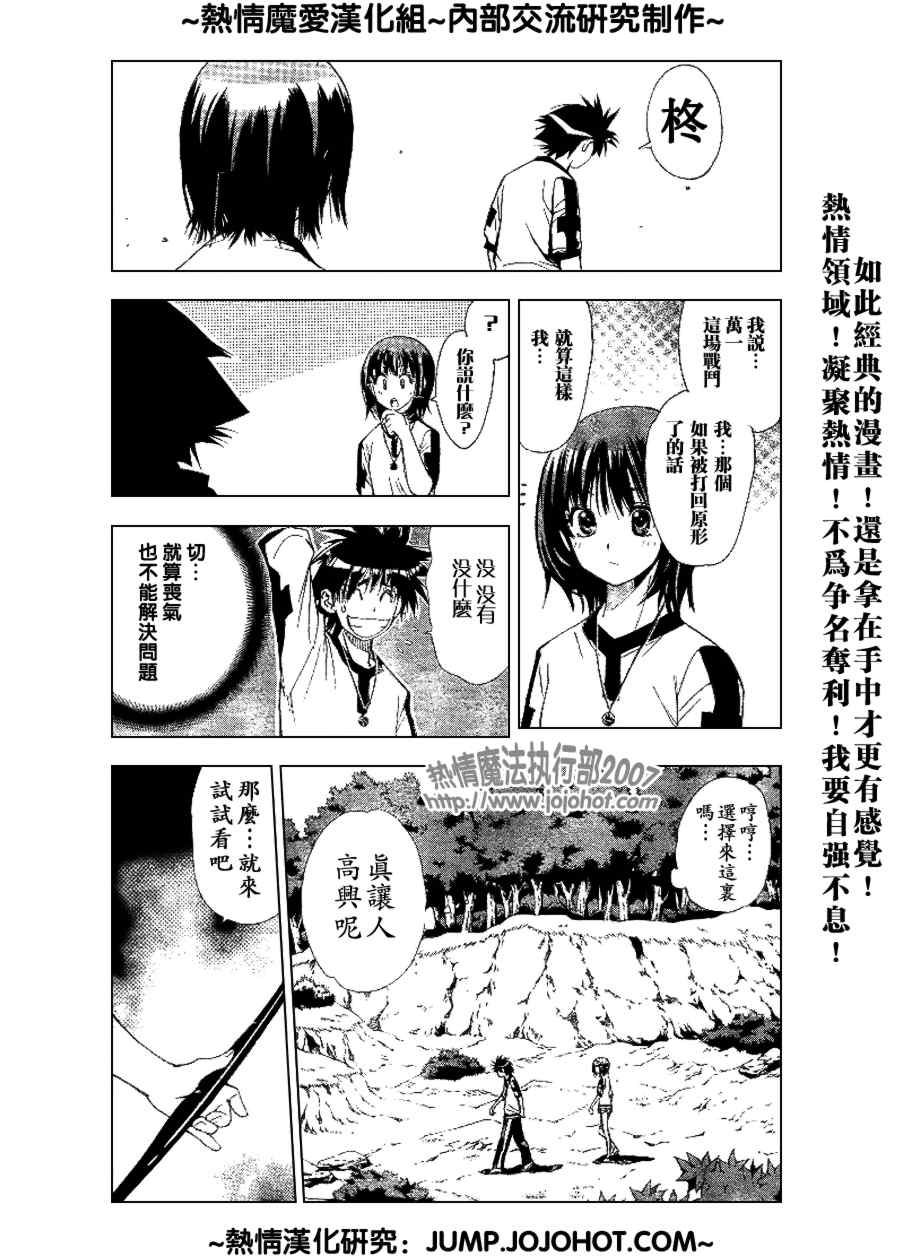 ~熱情魔愛漢化組~內部交流研究制作~
柊
我説…
萬一
這場戰鬥
我…那個
如果被打回原形
了的話
就算這樣
我…
?
你說什麼?
没 没有
没什麼
切…
就算喪氣
也不能解決問題
哼哼…
選擇來這裏
嗎…
眞讓人
高興呢
那麼…就來
試試看吧
熱情魔法执行部2007
http://www.jojohot.com
如此經典的漫畫!還是拿在手中才更有感覺!
熱情領域!凝聚熱情!不爲争名奪利!我要自强不息!
~熱情漢化研究：JUMP.JOJOHOT.COM~